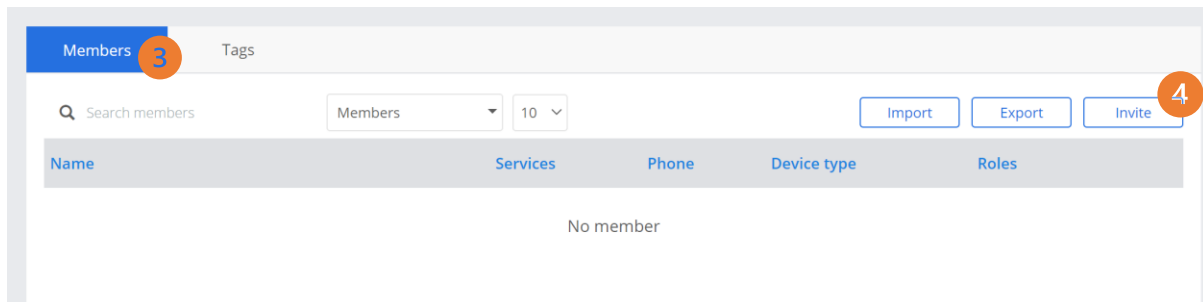 Members 3 Tags
Search members Members 10 Import Export Invite 4
Name Services Phone Device type Roles
No member